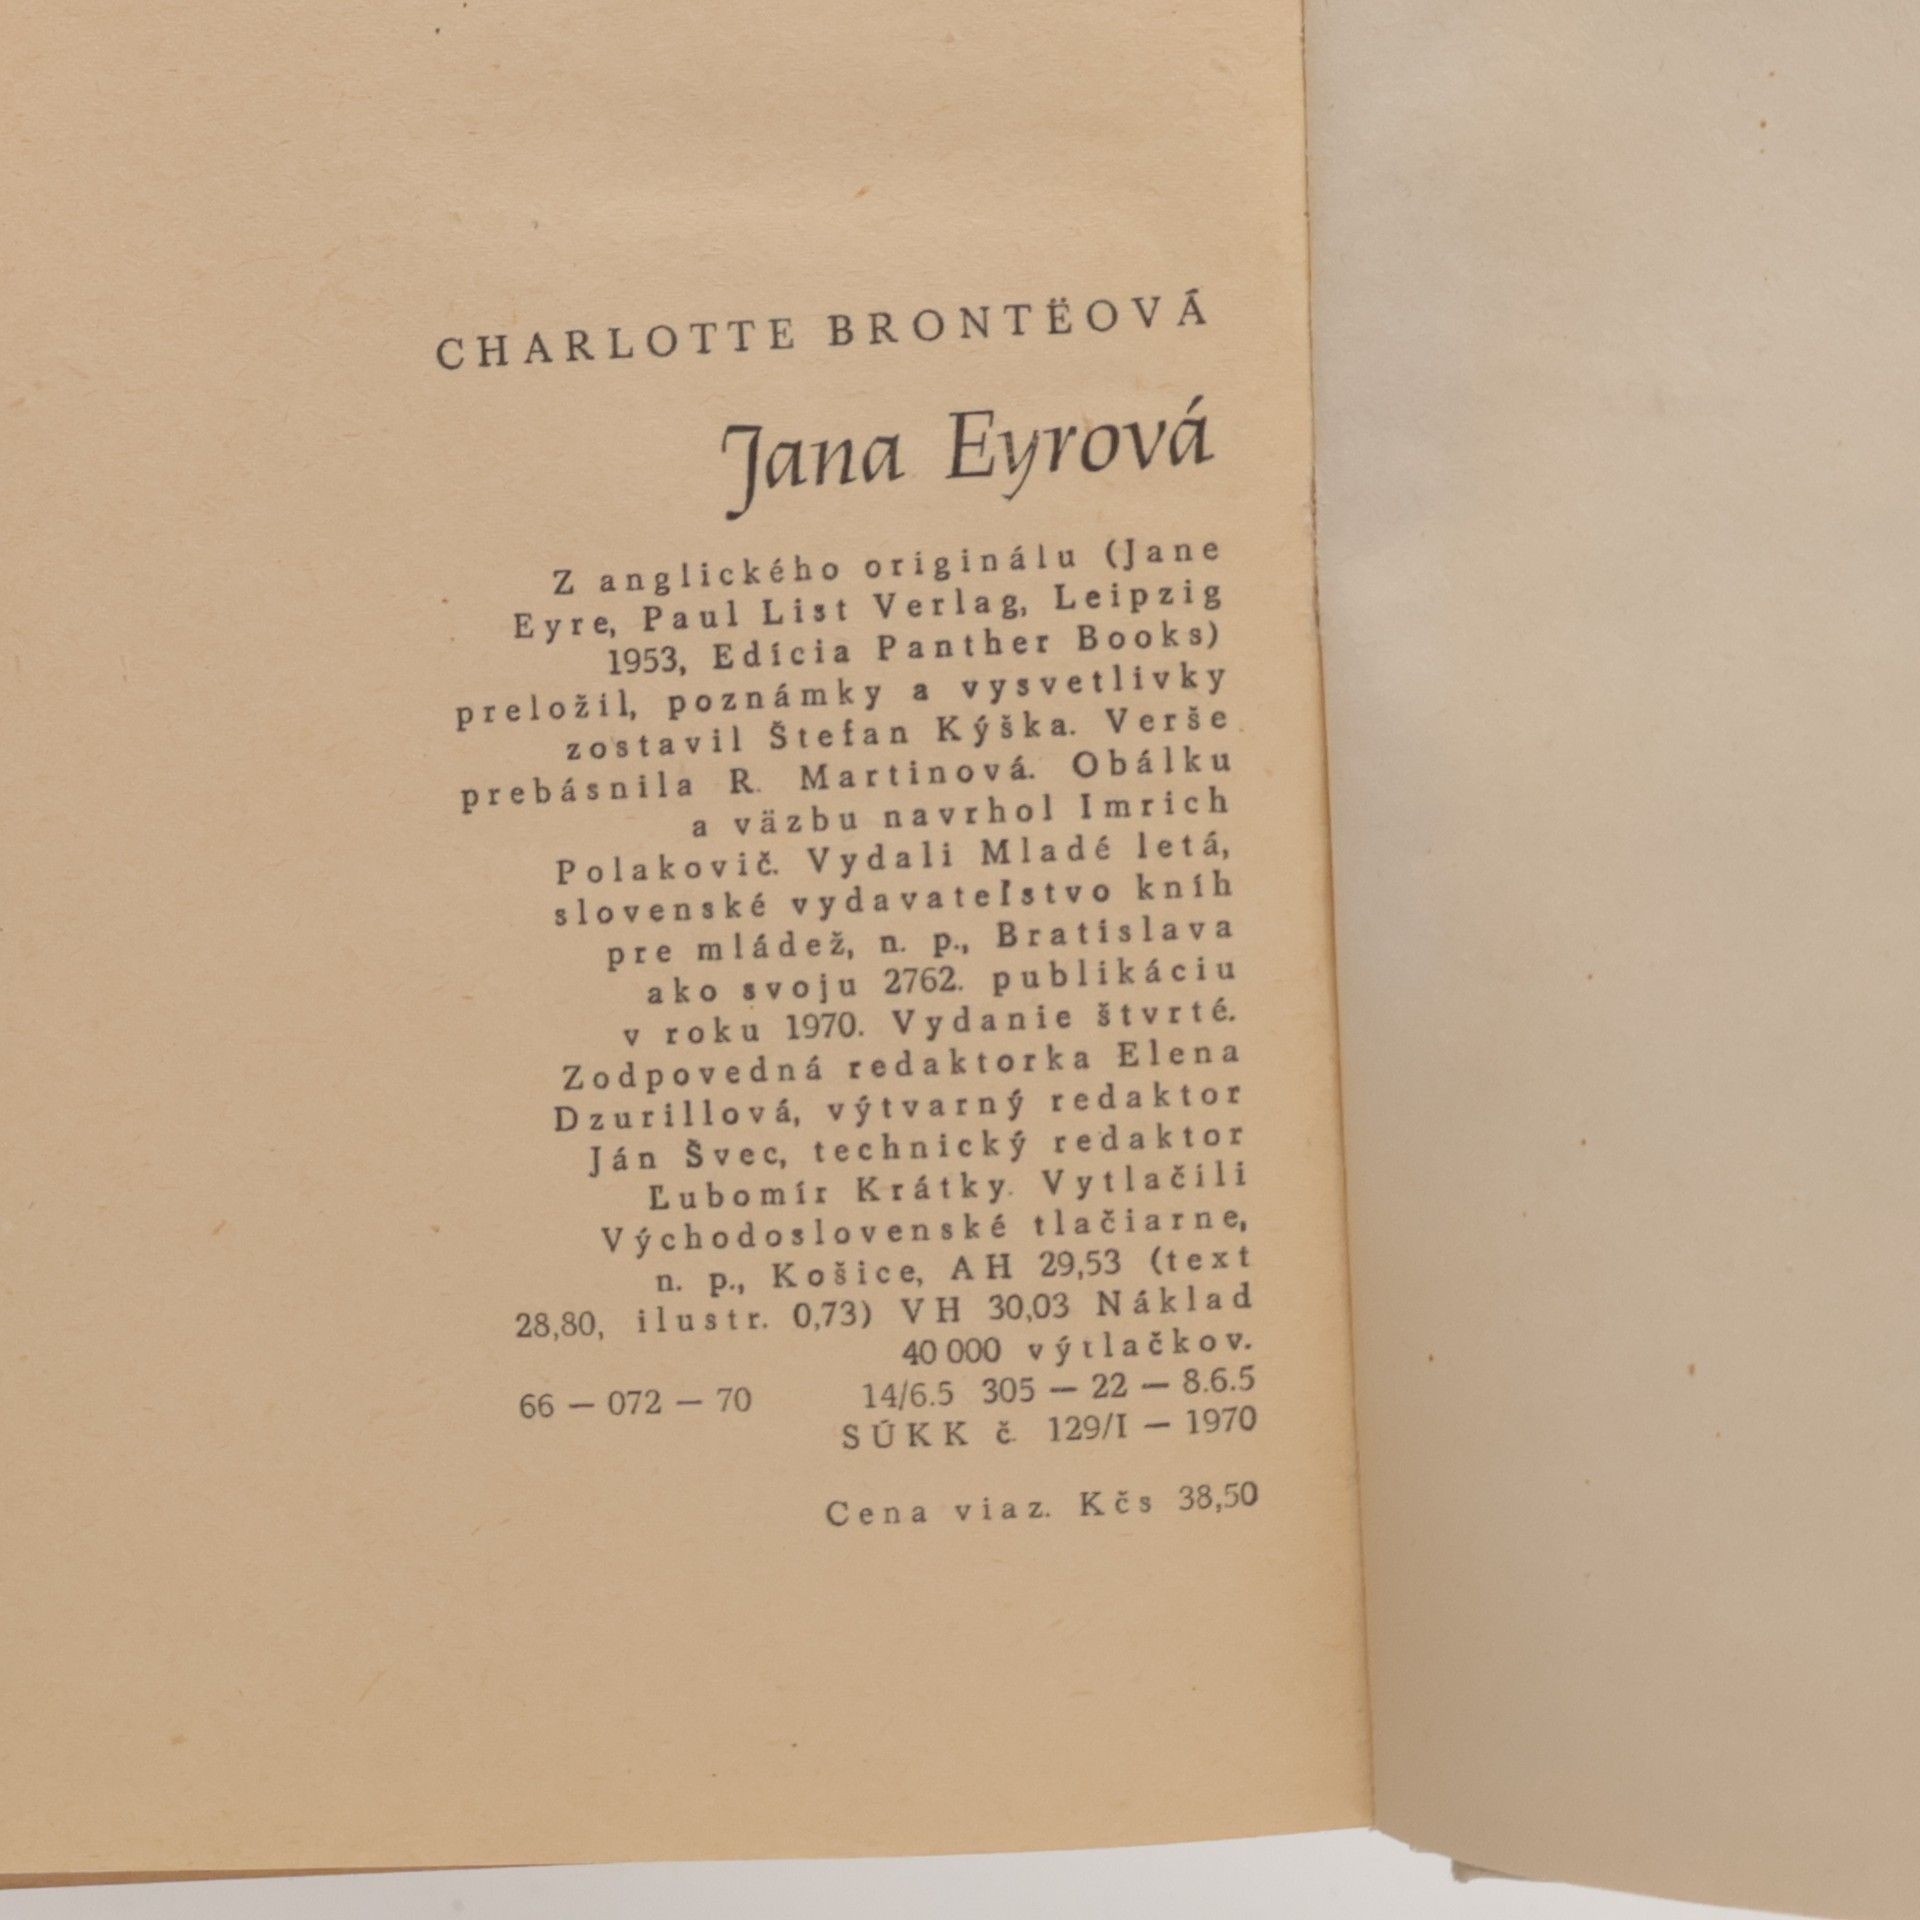 CHARLOTTE BRONTËOVÁ
Jana Eyrová
Z anglického originálu (Jane
Eyre, Paul List Verlag, Leipzig
1953, Edícia Panther Books)
preložil, poznámky a vysvetlivky
zostavil Štefan Kýška. Verše
prebásnila R. Martinová. Obálku
a väzbu navrhol Imrich
Polakovič. Vydali Mladé letá,
slovenské vydavateľstvo kníh
pre mládež, n. p., Bratislava
ako svoju 2762. publikáciu
v roku 1970. Vydanie štvrté.
Zodpovedná redaktorka Elena
Dzurillová, výtvarný redaktor
Ján Švec, technický redaktor
Ľubomír Krátky. Vytlačili
Východoslovenské tlačiarne,
n. p., Košice, AH 29,53 (text
28,80, ilustr. 0,73) VH 30,03 Náklad
40 000 výtlačkov.
66 — 072 — 70 14/6.5 305 — 22 — 8.6.5
SÚKK č. 129/I — 1970
Cena viaz. Kčs 38,50